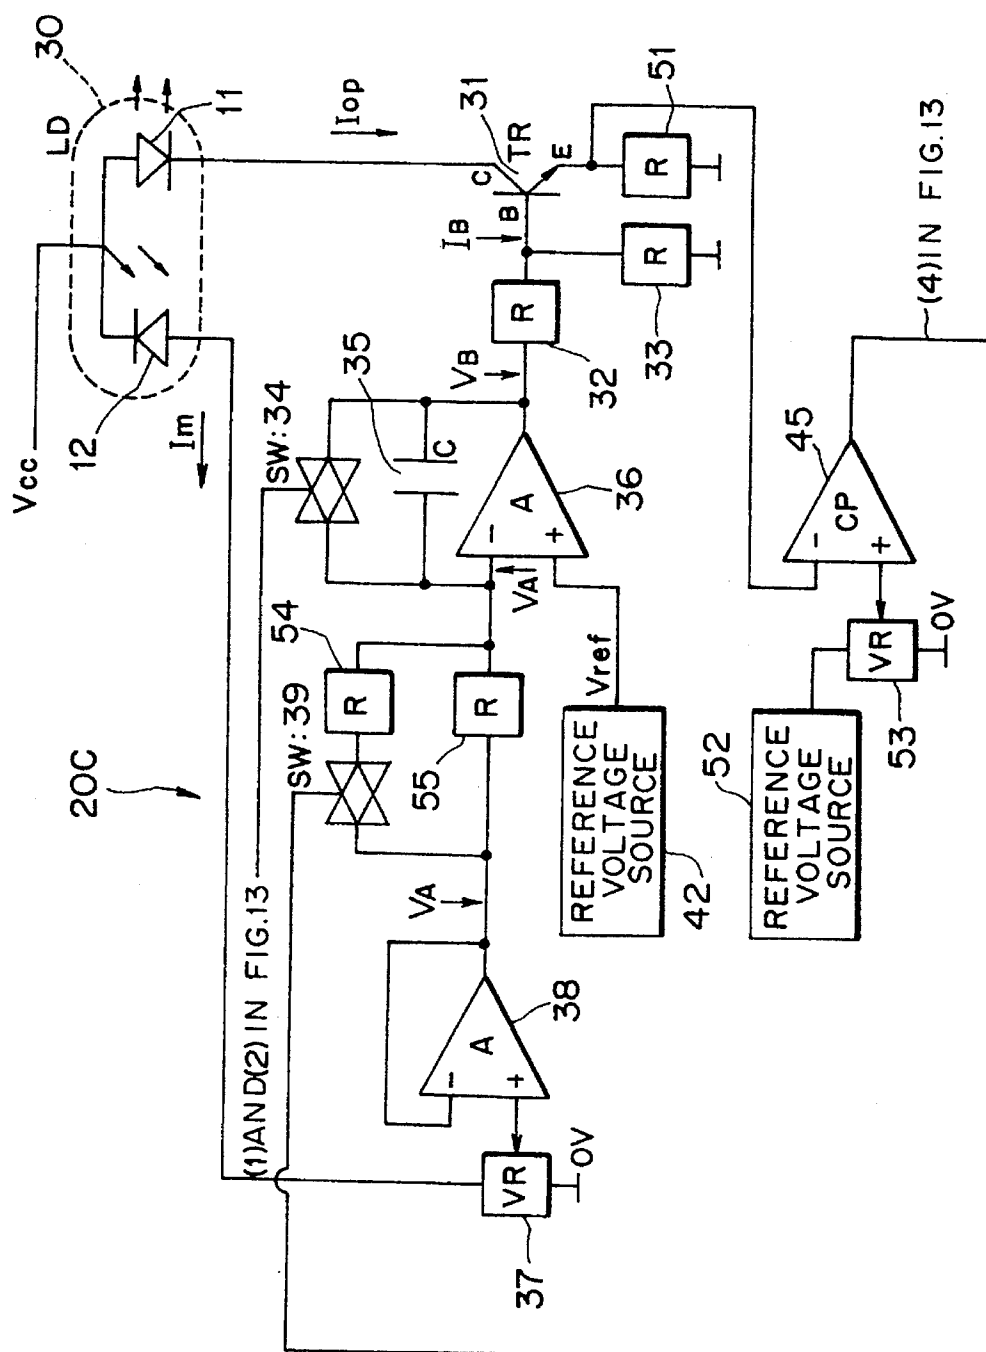 20C
Vcc
LD
30
11
12
Im
Iop
(1)AND(2)IN FIG.13
SW:34
35
C
SW:39
54
R
R
55
VA
VA1
A
-
+
38
VR
37
0V
A
-
+
36
VB
R
32
IB
B
C
TR
E
31
R
33
R
51
Vref
REFERENCE
VOLTAGE
SOURCE
42
52
REFERENCE
VOLTAGE
SOURCE
VR
53
0V
CP
-
+
45
(4)IN FIG.13